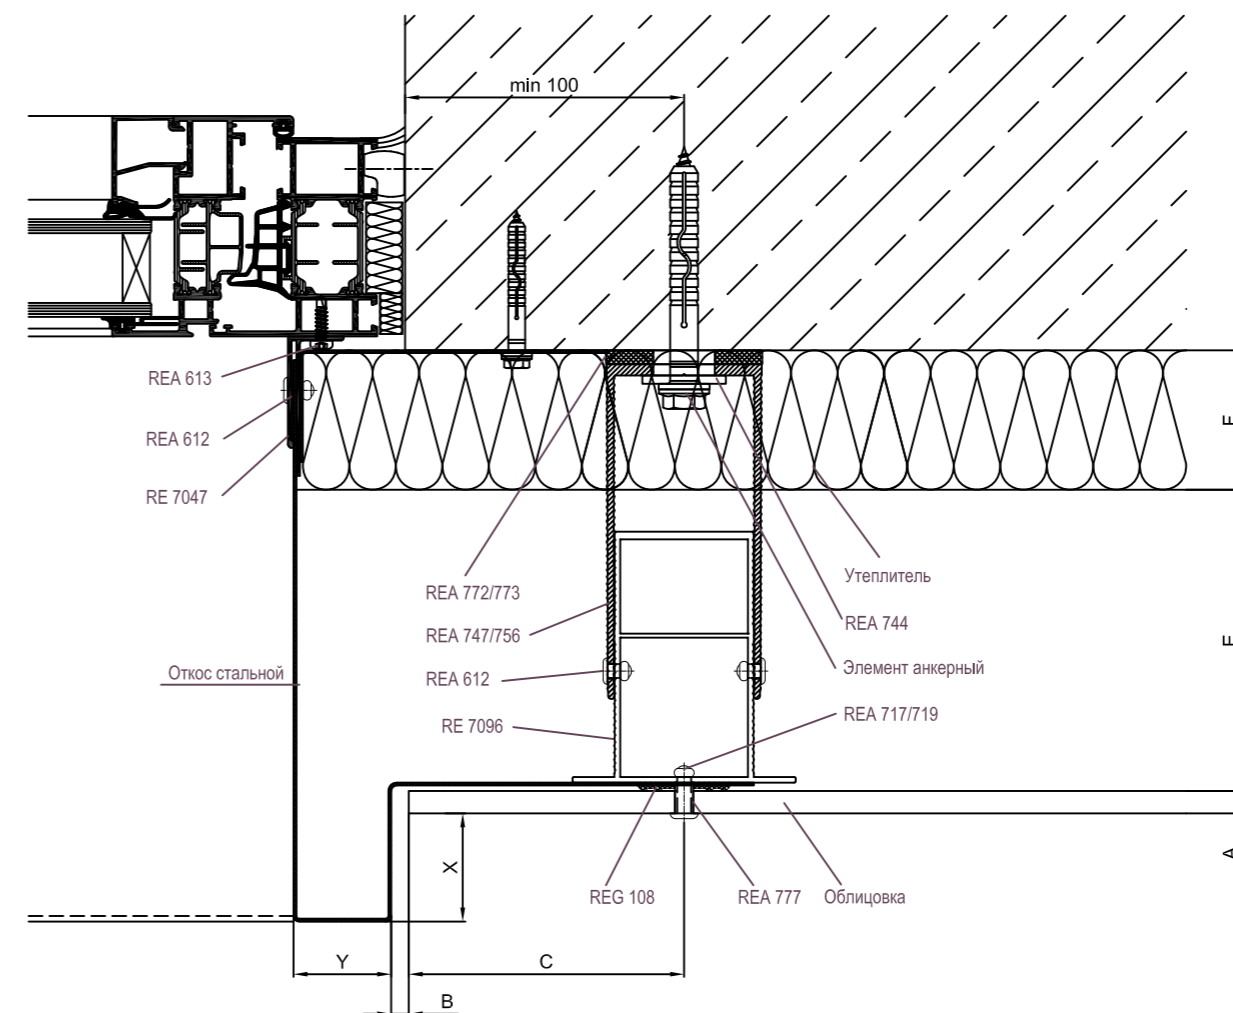 min 100
REA 613
REA 612
RE 7047
E
REA 772/773
Утеплитель
REA 744
REA 747/756
Элемент анкерный
E
Откос стальной
REA 612
REA 717/719
RE 7096
X
A
REG 108
REA 777
Облицовка
Y
C
B